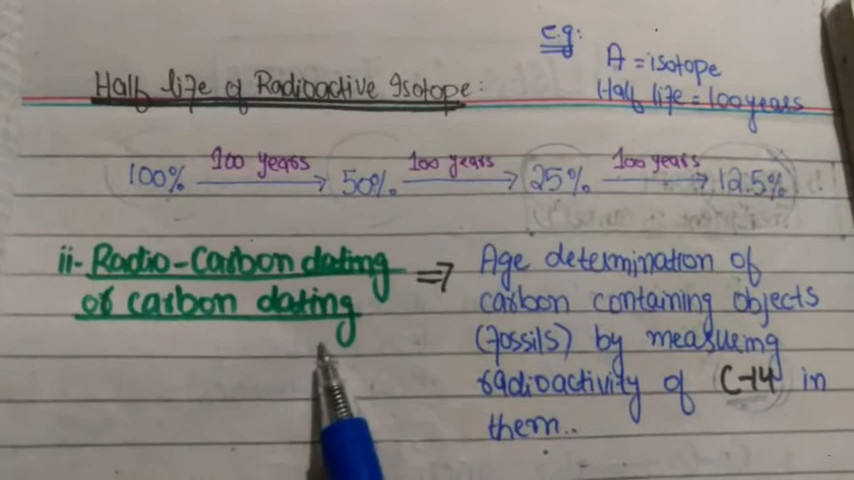 e.g:
A = isotope
Half life of Radioactive Isotope:
Half life = 100 years
100% 100 years → 50% 100 years → 25% 100 years → 12.5%
ii- Radio-Carbon dating
or carbon dating
⇒ Age determination of
carbon containing objects
(fossils) by measureing
radioactivity of C-14 in
them..